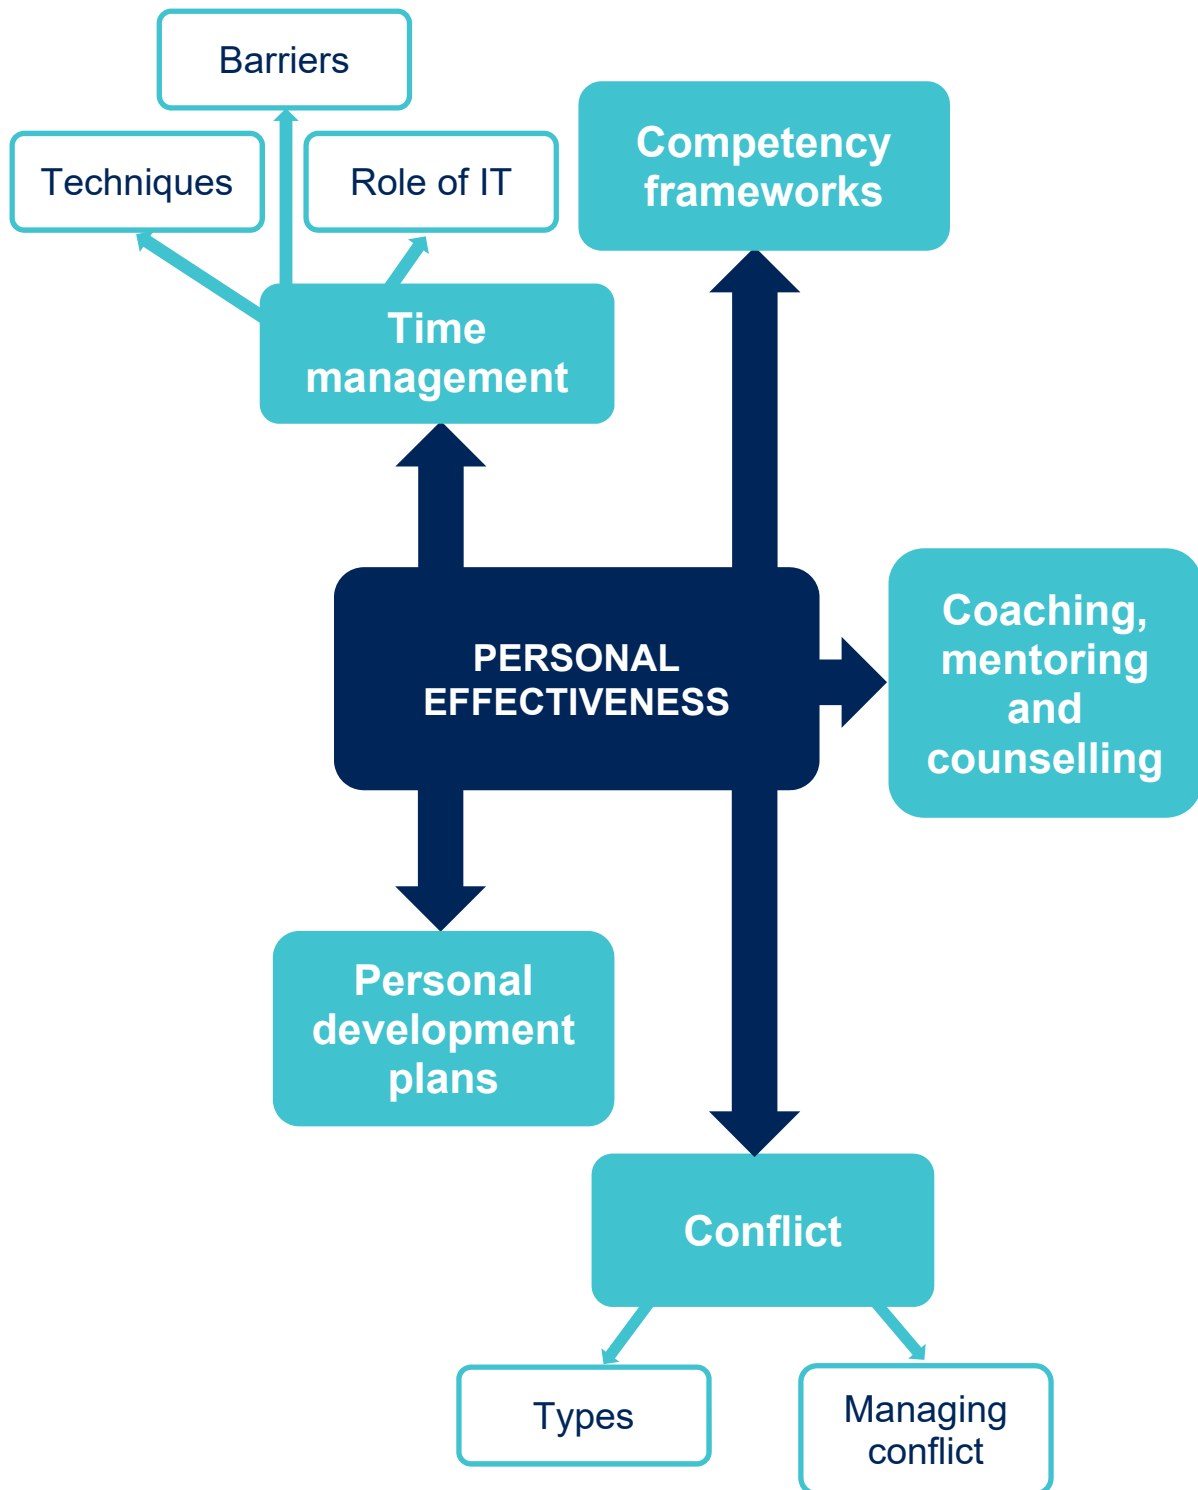 Barriers
Techniques
Role of IT
Competency
frameworks
Time
management
PERSONAL
EFFECTIVENESS
Coaching,
mentoring
and
counselling
Personal
development
plans
Conflict
Types
Managing
conflict